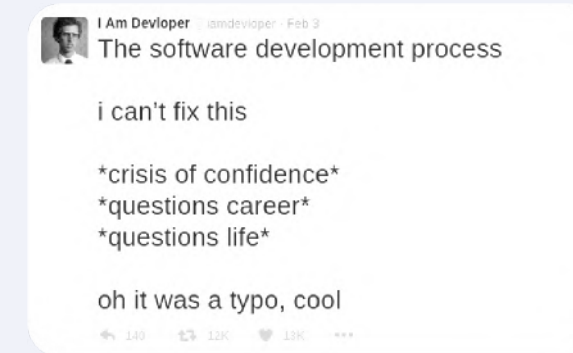 I Am Devloper iamdevloper · Feb 3
The software development process
i can't fix this
*crisis of confidence*
*questions career*
*questions life*
oh it was a typo, cool
140 12K 13K